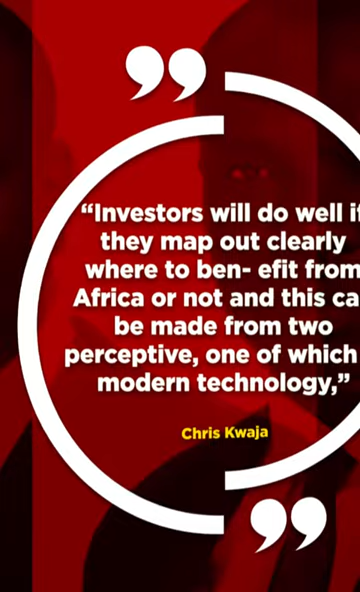 “Investors will do well if
they map out clearly
where to ben- efit from
Africa or not and this ca
be made from two
perceptive, one of which
modern technology,”
Chris Kwaja